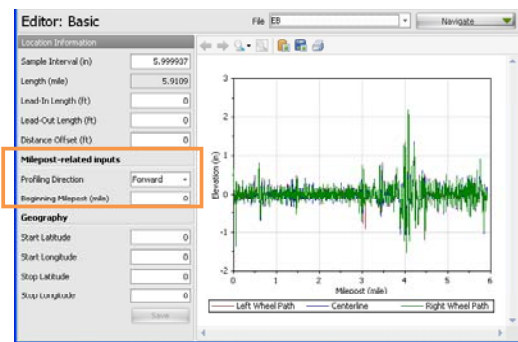 Editor: Basic
File EB
Navigate
Location Information
Sample Interval (in) 5.999937
Length (mile) 5.9109
Lead-In Length (ft) 0
Lead-Out Length (ft) 0
Distance Offset (ft) 0
Milepost-related inputs
Profiling Direction Forward
Beginning Milepost (mile) 0
Geography
Start Latitude 0
Start Longitude 0
Stop Latitude 0
Stop Longitude 0
Save
Elevation (in)
3
2
1
0
-1
-2
0 1 2 3 4 5 6
Milepost (mile)
Left Wheel Path Centerline Right Wheel Path